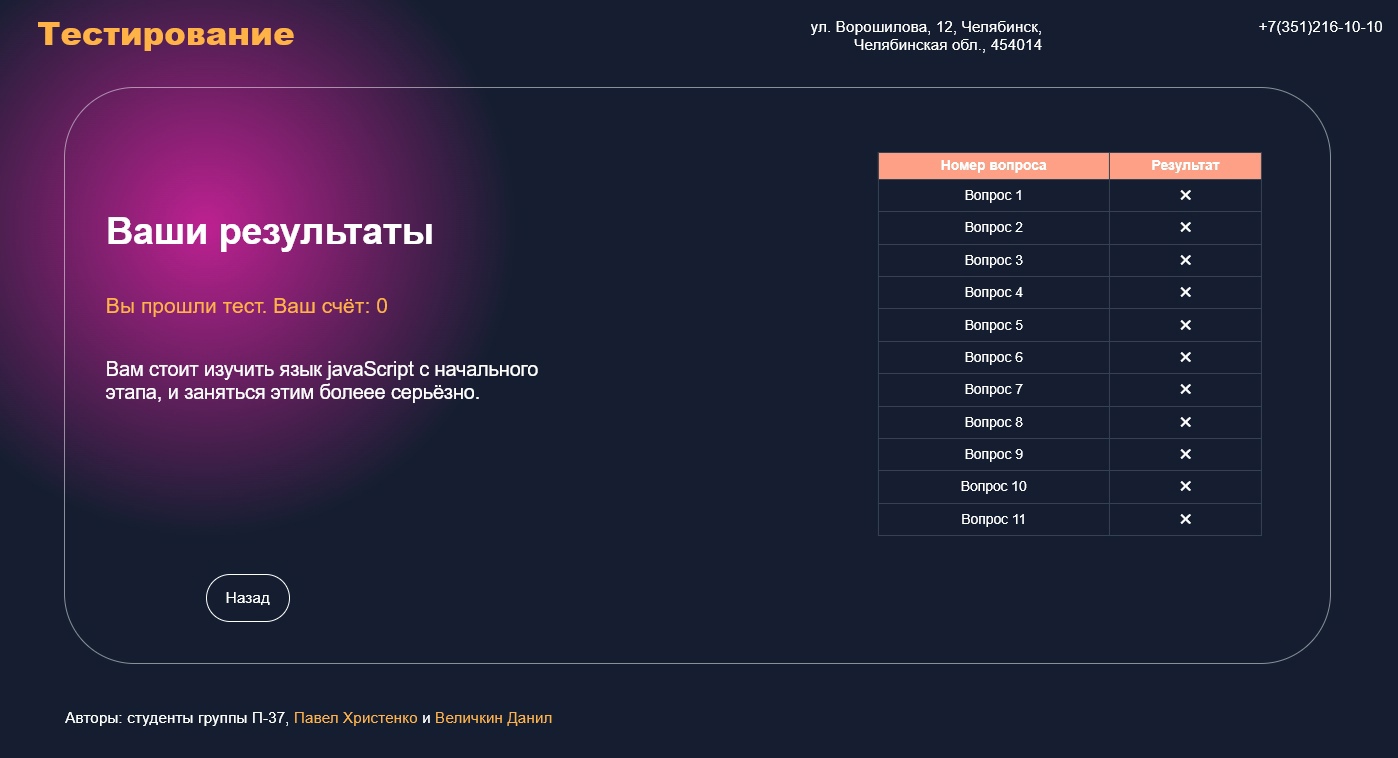 Тестирование
ул. Ворошилова, 12, Челябинск,
Челябинская обл., 454014
+7(351)216-10-10
Ваши результаты
Вы прошли тест. Ваш счёт: 0
Вам стоит изучить язык javaScript с начального
этапа, и заняться этим болеее серьёзно.
Назад
Номер вопроса Результат
Вопрос 1 ✕
Вопрос 2 ✕
Вопрос 3 ✕
Вопрос 4 ✕
Вопрос 5 ✕
Вопрос 6 ✕
Вопрос 7 ✕
Вопрос 8 ✕
Вопрос 9 ✕
Вопрос 10 ✕
Вопрос 11 ✕
Авторы: студенты группы П-37, Павел Христенко и Величкин Данил